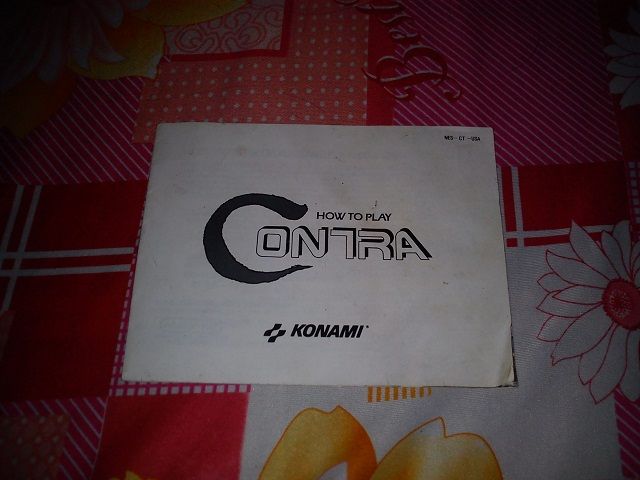 NES - CT - USA
HOW TO PLAY
CONTRA
KONAMI®